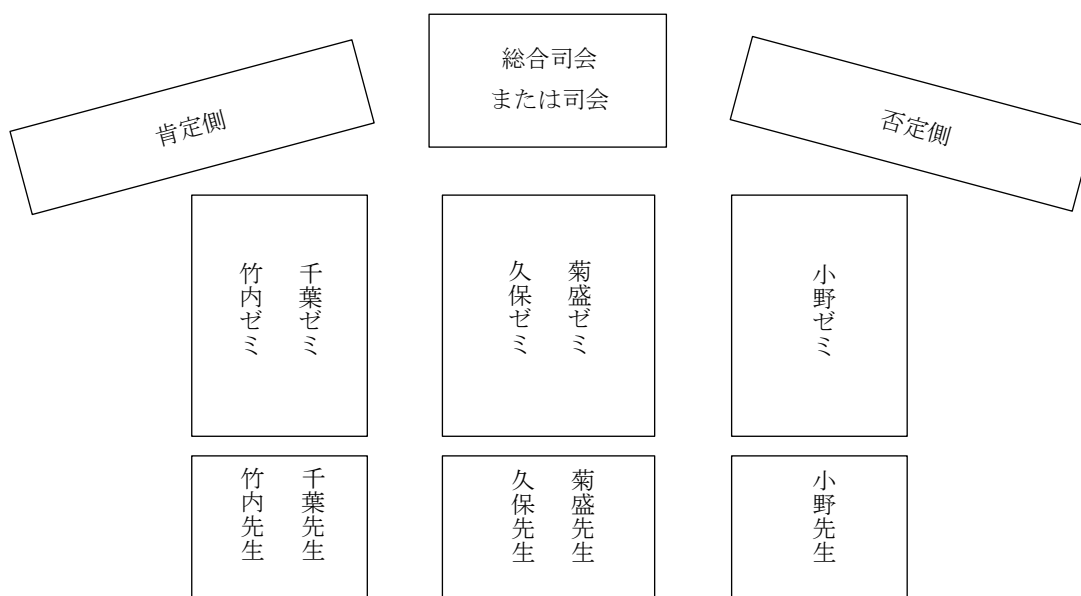 総合司会
または司会
肯定側
否定側
千葉ゼミ
竹内ゼミ
菊盛ゼミ
久保ゼミ
小野ゼミ
千葉先生
竹内先生
菊盛先生
久保先生
小野先生